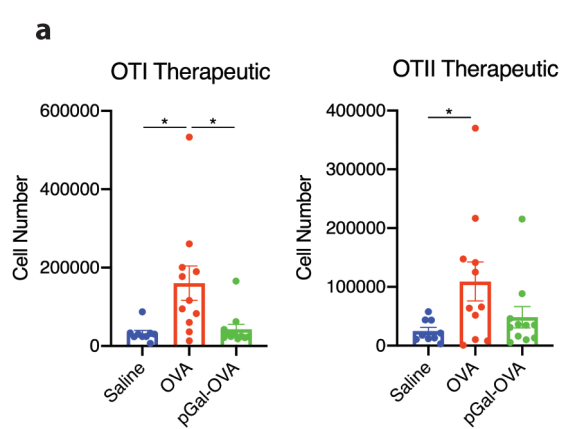 a
OTI Therapeutic
Cell Number
600000
400000
200000
0
* *
Saline
OVA
pGal-OVA
OTII Therapeutic
Cell Number
400000
300000
200000
100000
0
*
Saline
OVA
pGal-OVA